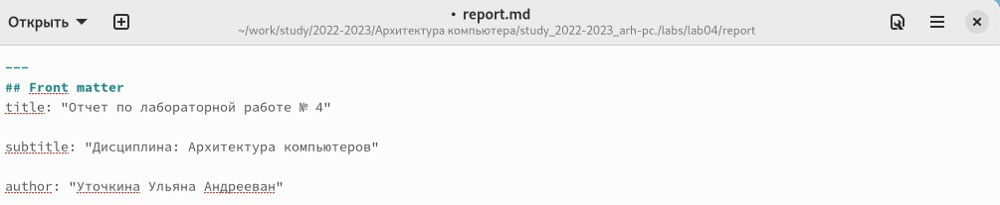 Открыть
• report.md
~/work/study/2022-2023/Архитектура компьютера/study_2022-2023_arh-pc./labs/lab04/report
---
## Front matter
title: "Отчет по лабораторной работе № 4"
subtitle: "Дисциплина: Архитектура компьютеров"
author: "Уточкина Ульяна Андрееван"